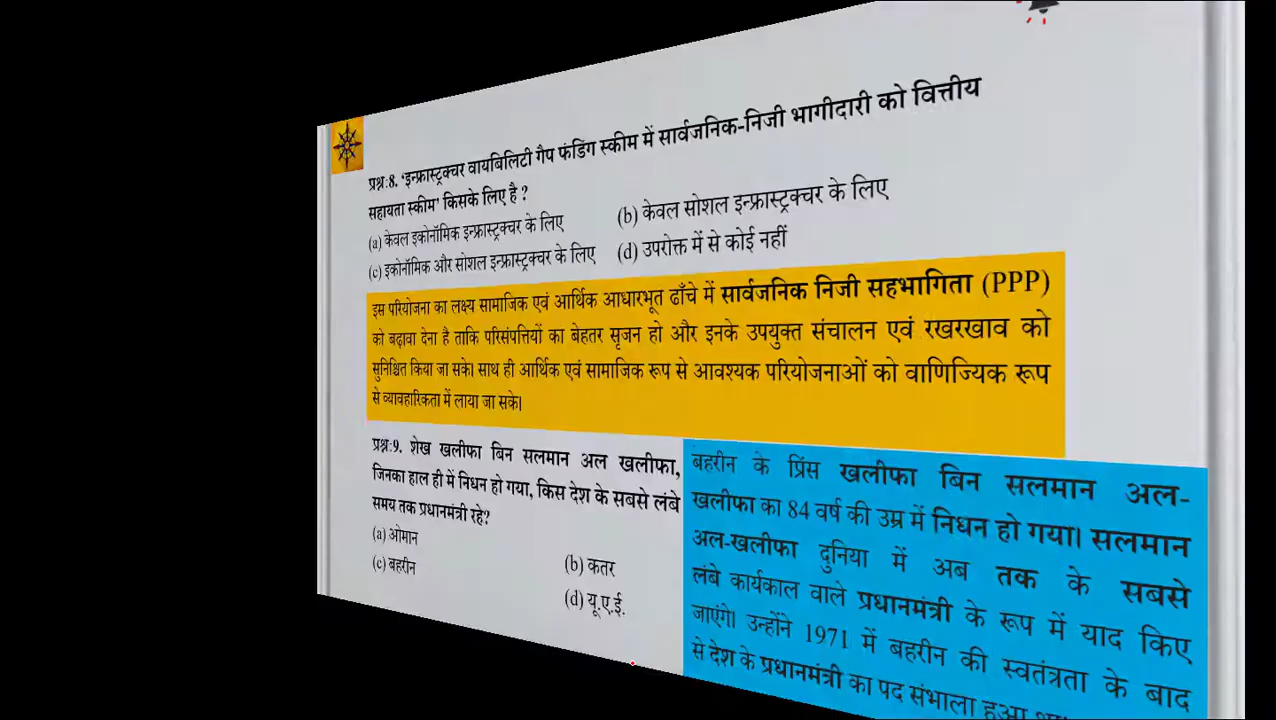 प्रश्न:8. ‘इन्फ्रास्ट्रक्चर वायबिलिटी गैप फंडिंग स्कीम में सार्वजनिक-निजी भागीदारी को वित्तीय
सहायता स्कीम’ किसके लिए है ?
(a) केवल इकोनॉमिक इन्फ्रास्ट्रक्चर के लिए
(b) केवल सोशल इन्फ्रास्ट्रक्चर के लिए
(c) इकोनॉमिक और सोशल इन्फ्रास्ट्रक्चर के लिए
(d) उपरोक्त में से कोई नहीं
इस परियोजना का लक्ष्य सामाजिक एवं आर्थिक आधारभूत ढाँचे में सार्वजनिक निजी सहभागिता (PPP)
को बढ़ावा देना है ताकि परिसंपत्तियों का बेहतर सृजन हो और इनके उपयुक्त संचालन एवं रखरखाव को
सुनिश्चित किया जा सके। साथ ही आर्थिक एवं सामाजिक रूप से आवश्यक परियोजनाओं को वाणिज्यिक रूप
से व्यावहारिकता में लाया जा सके।
प्रश्न:9. शेख खलीफा बिन सलमान अल खलीफा,
जिनका हाल ही में निधन हो गया, किस देश के सबसे लंबे
समय तक प्रधानमंत्री रहे?
(a) ओमान
(b) कतर
(c) बहरीन
(d) यू.ए.ई.
बहरीन के प्रिंस खलीफा बिन सलमान अल-
खलीफा का 84 वर्ष की उम्र में निधन हो गया। सलमान
अल-खलीफा दुनिया में अब तक के सबसे
लंबे कार्यकाल वाले प्रधानमंत्री के रूप में याद किए
जाएंगे। उन्होंने 1971 में बहरीन की स्वतंत्रता के बाद
से देश के प्रधानमंत्री का पद संभाला हुआ था।